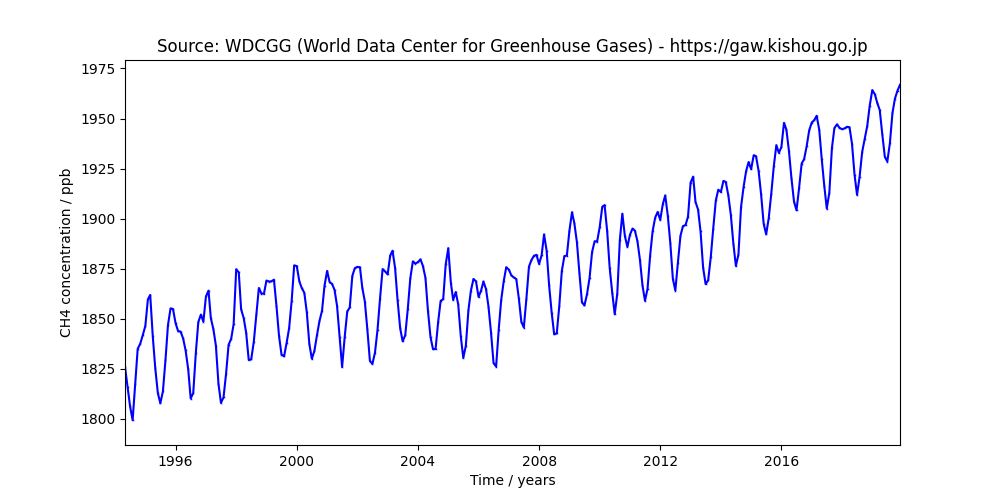 Source: WDCGG (World Data Center for Greenhouse Gases) - https://gaw.kishou.go.jp
1975
1950
1925
1900
1875
1850
1825
1800
CH4 concentration / ppb
1996 2000 2004 2008 2012 2016
Time / years